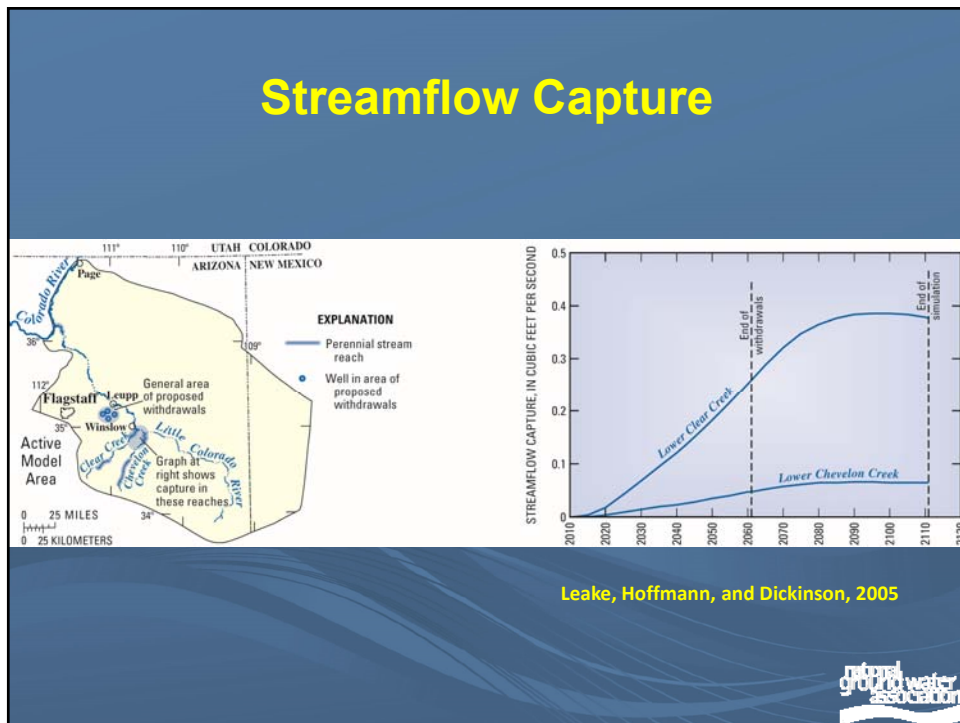 Streamflow Capture
111°
110°
UTAH
COLORADO
ARIZONA
NEW MEXICO
Page
Colorado River
36°
109°
EXPLANATION
Perennial stream
reach
Well in area of
proposed
withdrawals
112°
Flagstaff
Leupp
General area
of proposed
withdrawals
35°
Winslow
Clear Creek
Chevelon
Creek
Little Colorado
River
Active
Model
Area
Graph at
right shows
capture in
these reaches
34°
0 25 MILES
0 25 KILOMETERS
STREAMFLOW CAPTURE, IN CUBIC FEET PER SECOND
0.5
0.4
0.3
0.2
0.1
0
End of
withdrawals
End of
simulation
Lower Clear Creek
Lower Chevelon Creek
2010
2020
2030
2040
2050
2060
2070
2080
2090
2100
2110
2120
Leake, Hoffmann, and Dickinson, 2005
national
ground water
association